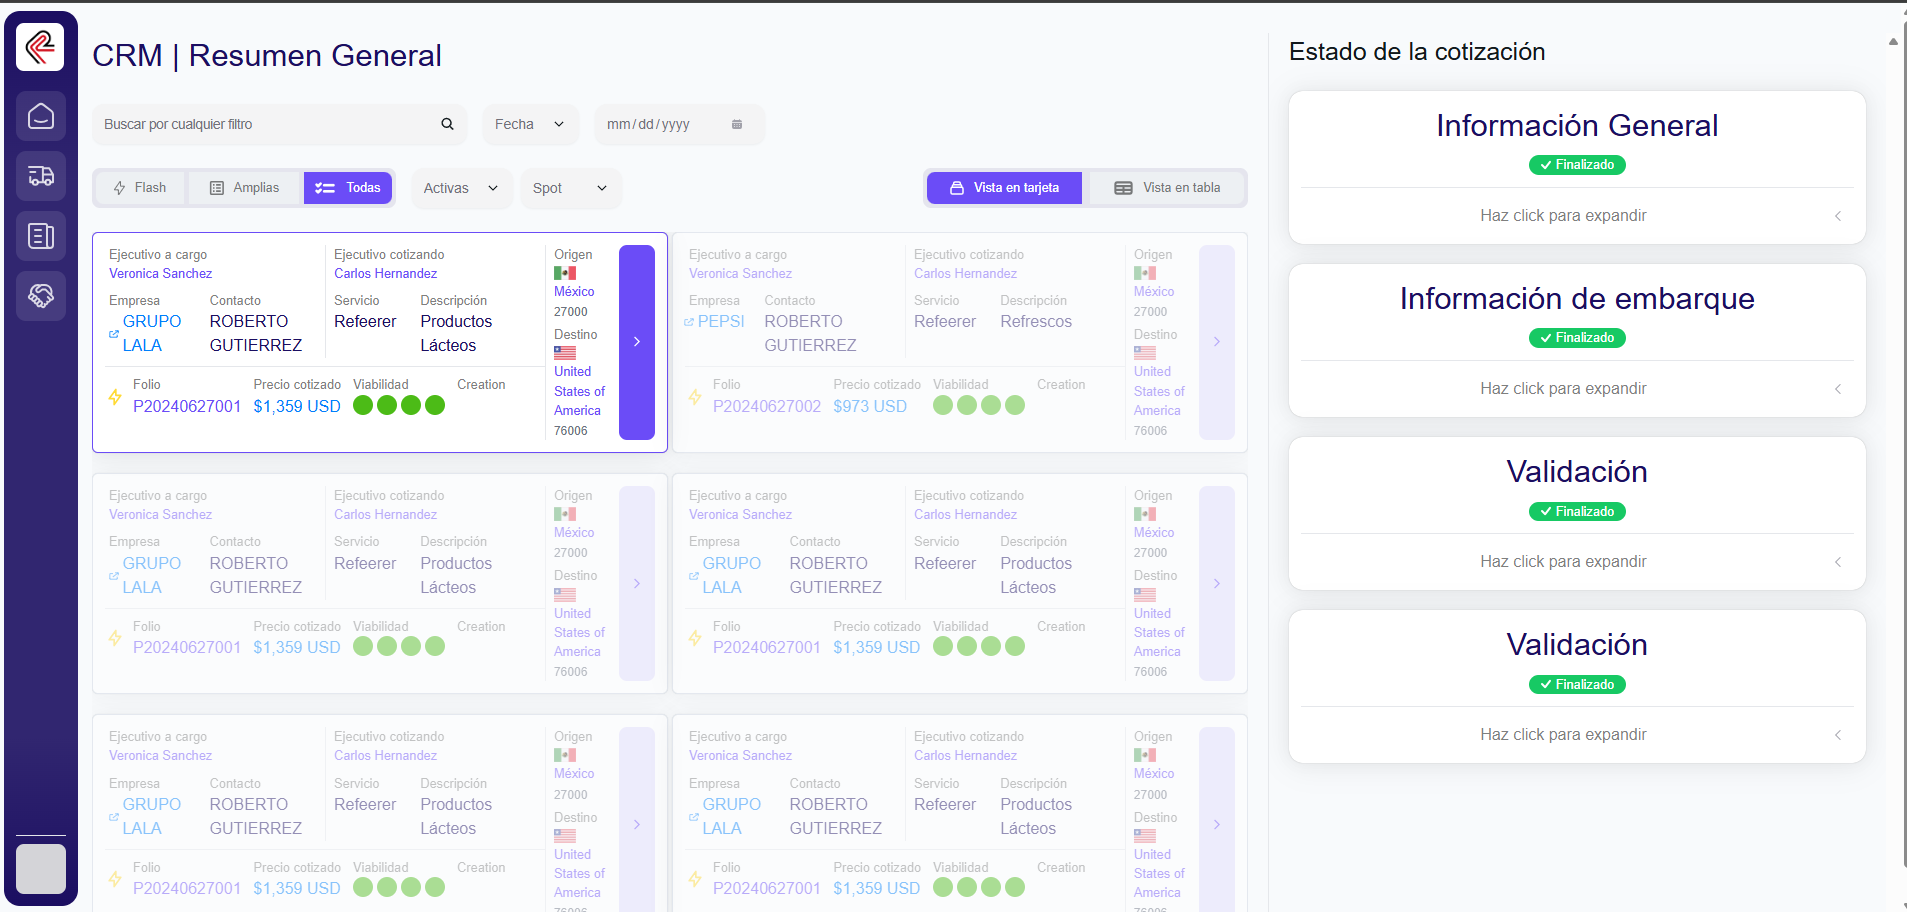 CRM | Resumen General
Buscar por cualquier filtro
Fecha
mm/dd/yyyy
Flash
Amplias
Todas
Activas
Spot
Vista en tarjeta
Vista en tabla
Ejecutivo a cargo
Veronica Sanchez
Ejecutivo cotizando
Carlos Hernandez
Empresa
GRUPO
LALA
Contacto
ROBERTO
GUTIERREZ
Servicio
Refeerer
Descripción
Productos
Lácteos
Folio
P20240627001
Precio cotizado
$1,359 USD
Viabilidad
Creation
Origen
México
27000
Destino
United
States of
America
76006
Ejecutivo a cargo
Veronica Sanchez
Ejecutivo cotizando
Carlos Hernandez
Empresa
PEPSI
Contacto
ROBERTO
GUTIERREZ
Servicio
Refeerer
Descripción
Refrescos
Folio
P20240627002
Precio cotizado
$973 USD
Viabilidad
Creation
Origen
México
27000
Destino
United
States of
America
76006
Ejecutivo a cargo
Veronica Sanchez
Ejecutivo cotizando
Carlos Hernandez
Empresa
GRUPO
LALA
Contacto
ROBERTO
GUTIERREZ
Servicio
Refeerer
Descripción
Productos
Lácteos
Folio
P20240627001
Precio cotizado
$1,359 USD
Viabilidad
Creation
Origen
México
27000
Destino
United
States of
America
76006
Ejecutivo a cargo
Veronica Sanchez
Ejecutivo cotizando
Carlos Hernandez
Empresa
GRUPO
LALA
Contacto
ROBERTO
GUTIERREZ
Servicio
Refeerer
Descripción
Productos
Lácteos
Folio
P20240627001
Precio cotizado
$1,359 USD
Viabilidad
Creation
Origen
México
27000
Destino
United
States of
America
76006
Ejecutivo a cargo
Veronica Sanchez
Ejecutivo cotizando
Carlos Hernandez
Empresa
GRUPO
LALA
Contacto
ROBERTO
GUTIERREZ
Servicio
Refeerer
Descripción
Productos
Lácteos
Folio
P20240627001
Precio cotizado
$1,359 USD
Viabilidad
Creation
Origen
México
27000
Destino
United
States of
America
Ejecutivo a cargo
Veronica Sanchez
Ejecutivo cotizando
Carlos Hernandez
Empresa
GRUPO
LALA
Contacto
ROBERTO
GUTIERREZ
Servicio
Refeerer
Descripción
Productos
Lácteos
Folio
P20240627001
Precio cotizado
$1,359 USD
Viabilidad
Creation
Origen
México
27000
Destino
United
States of
America
Estado de la cotización
Información General
Finalizado
Haz click para expandir
Información de embarque
Finalizado
Haz click para expandir
Validación
Finalizado
Haz click para expandir
Validación
Finalizado
Haz click para expandir